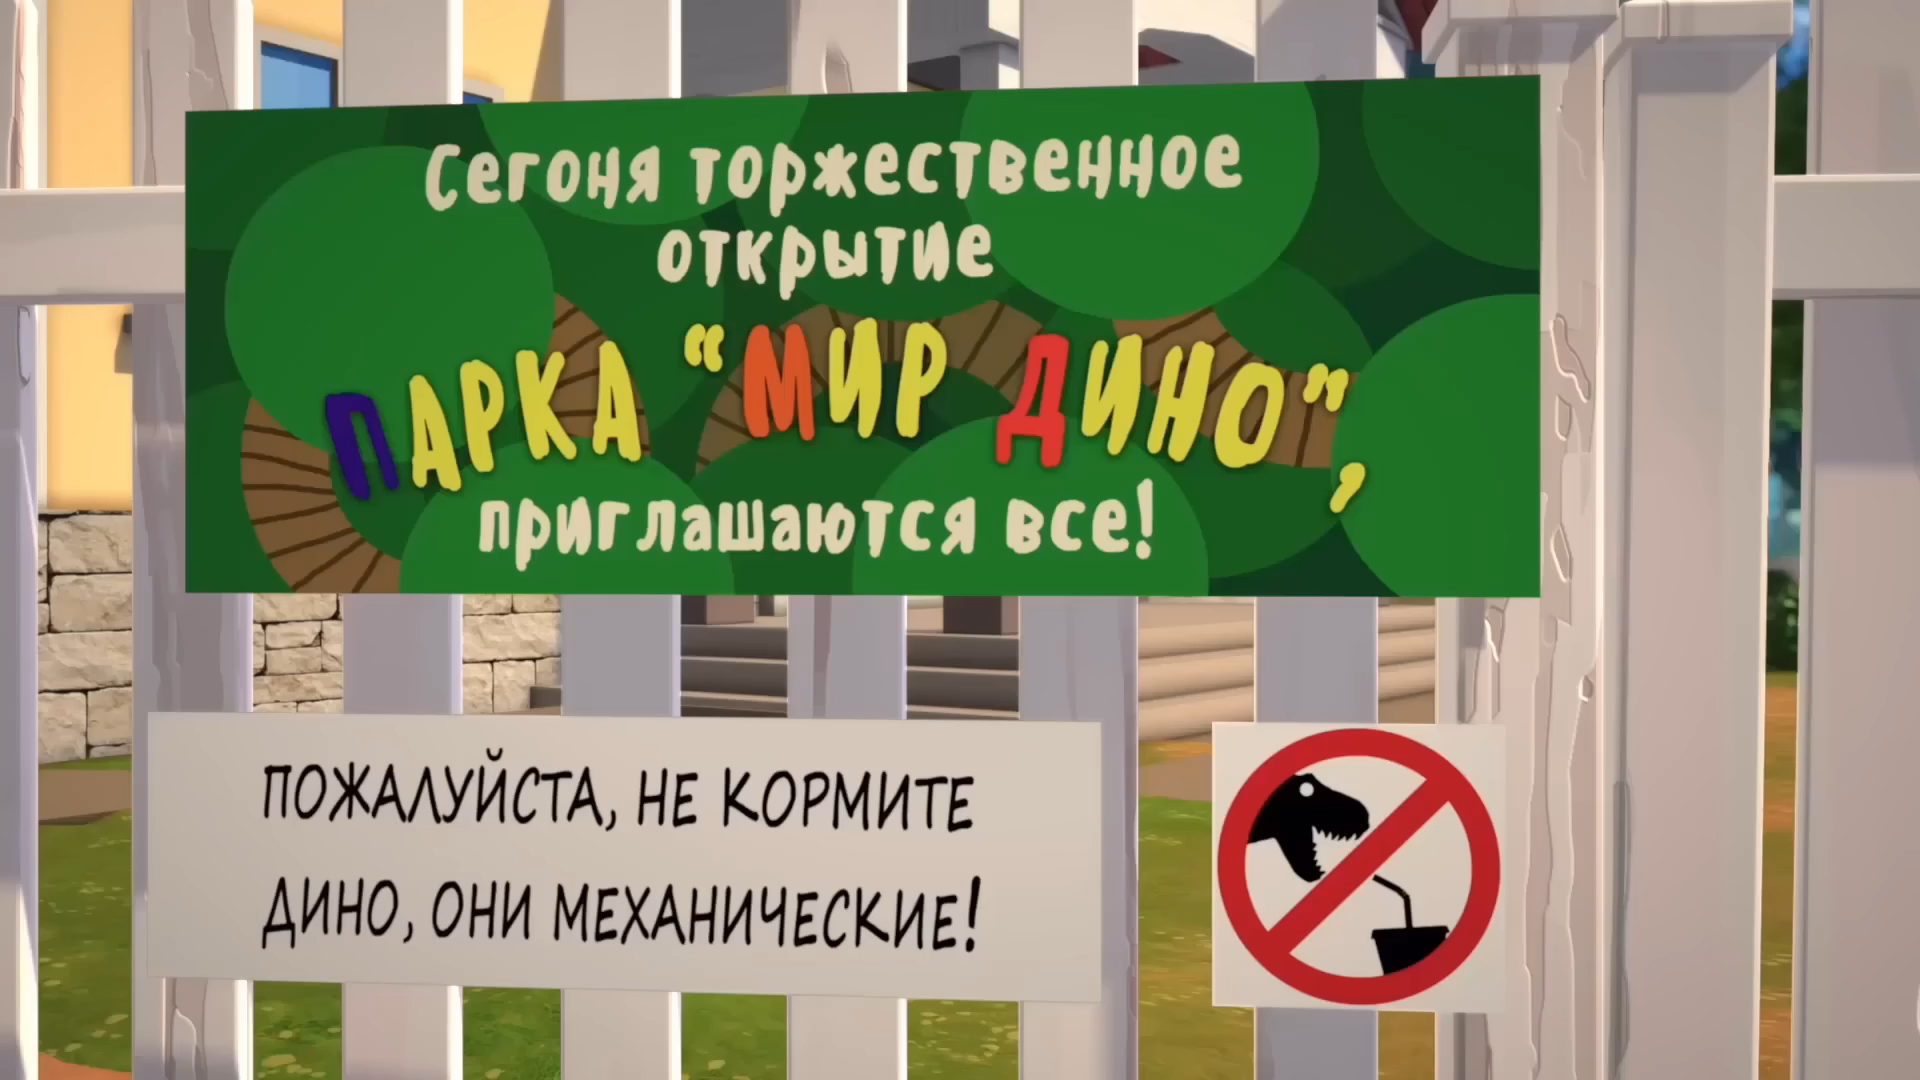 Сегоня торжественное
открытие
ПАРКА “МИР ДИНО”,
приглашаются все!
ПОЖАЛУЙСТА, НЕ КОРМИТЕ
ДИНО, ОНИ МЕХАНИЧЕСКИЕ!